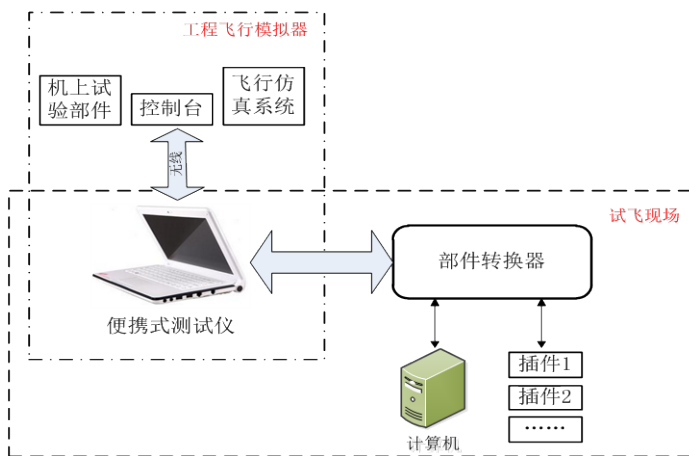 工程飞行模拟器
机上试
验部件
控制台
飞行仿
真系统
无线
试飞现场
便携式测试仪
部件转换器
计算机
插件1
插件2
……